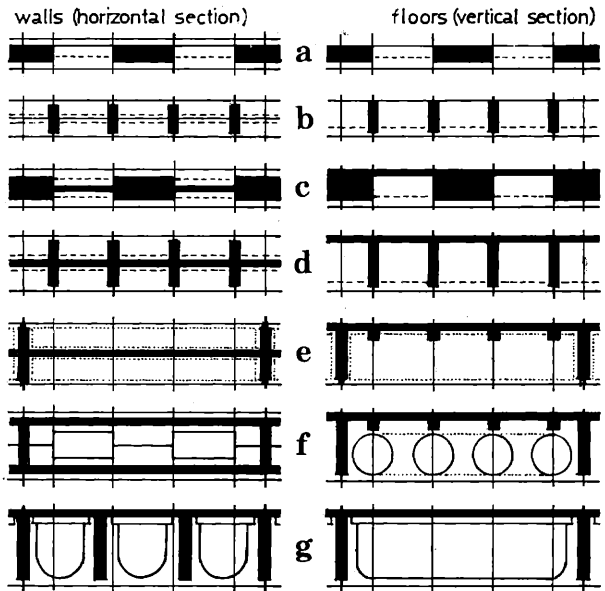 walls (horizontal section)
floors (vertical section)
a
b
c
d
e
f
g